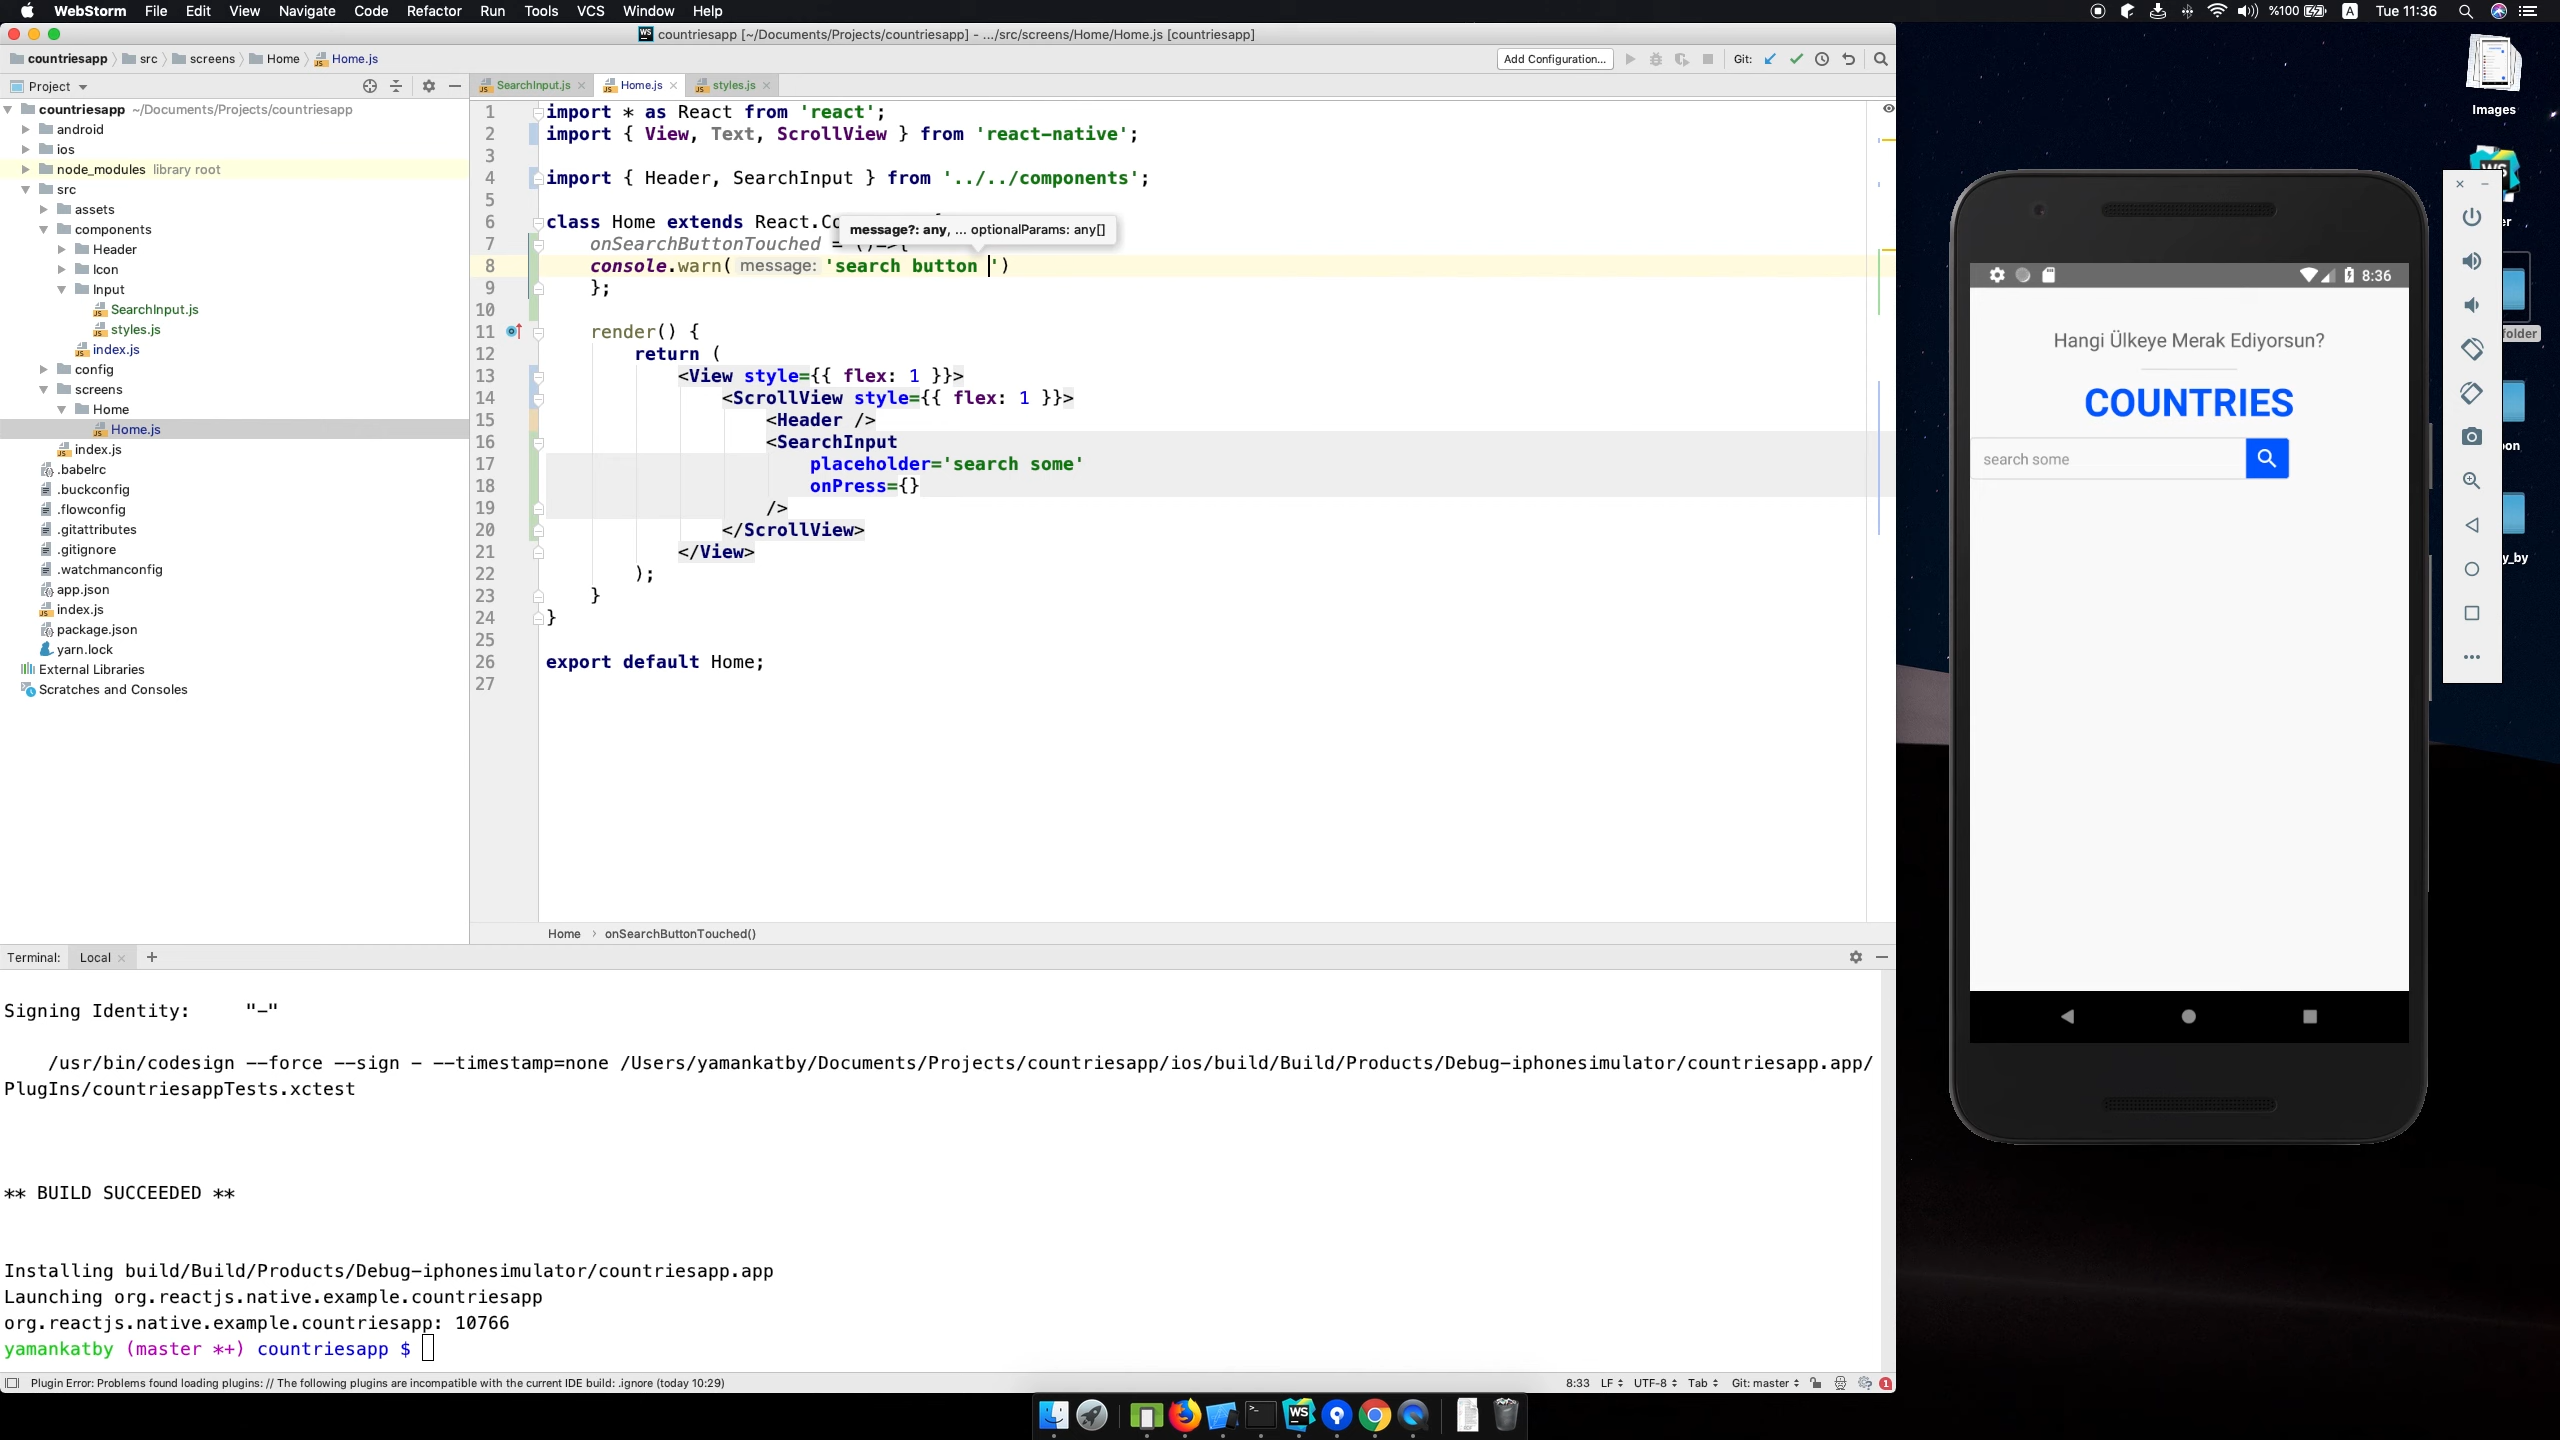 WebStorm File Edit View Navigate Code Refactor Run Tools VCS Window Help
%100 A Tue 11:36
countriesapp [~/Documents/Projects/countriesapp] - .../src/screens/Home/Home.js [countriesapp]
countriesapp src screens Home Home.js
Add Configuration... Git:
Project
SearchInput.js Home.js styles.js
countriesapp ~/Documents/Projects/countriesapp
android
ios
node_modules library root
src
assets
components
Header
Icon
Input
SearchInput.js
styles.js
index.js
config
screens
Home
Home.js
index.js
.babelrc
.buckconfig
.flowconfig
.gitattributes
.gitignore
.watchmanconfig
app.json
index.js
package.json
yarn.lock
External Libraries
Scratches and Consoles
1 import * as React from 'react';
2 import { View, Text, ScrollView } from 'react-native';
3
4 import { Header, SearchInput } from '../../components';
5
6 class Home extends React.Co
message?: any, ... optionalParams: any[]
7 onSearchButtonTouched = ()=>{
8 console.warn( message: 'search button ')
9 };
10
11 render() {
12 return (
13 <View style={{ flex: 1 }}>
14 <ScrollView style={{ flex: 1 }}>
15 <Header />
16 <SearchInput
17 placeholder='search some'
18 onPress={}
19 />
20 </ScrollView>
21 </View>
22 );
23 }
24 }
25
26 export default Home;
27
Home onSearchButtonTouched()
Terminal: Local +
Signing Identity: "-"
/usr/bin/codesign --force --sign - --timestamp=none /Users/yamankatby/Documents/Projects/countriesapp/ios/build/Build/Products/Debug-iphonesimulator/countriesapp.app/
PlugIns/countriesappTests.xctest
** BUILD SUCCEEDED **
Installing build/Build/Products/Debug-iphonesimulator/countriesapp.app
Launching org.reactjs.native.example.countriesapp
org.reactjs.native.example.countriesapp: 10766
yamankatby (master *+) countriesapp $
Plugin Error: Problems found loading plugins: // The following plugins are incompatible with the current IDE build: .ignore (today 10:29)
8:33 LF UTF-8 Tab Git: master 1
8:36
Hangi Ülkeye Merak Ediyorsun?
COUNTRIES
search some
Images
WS
er
folder
oon
y_by
WS